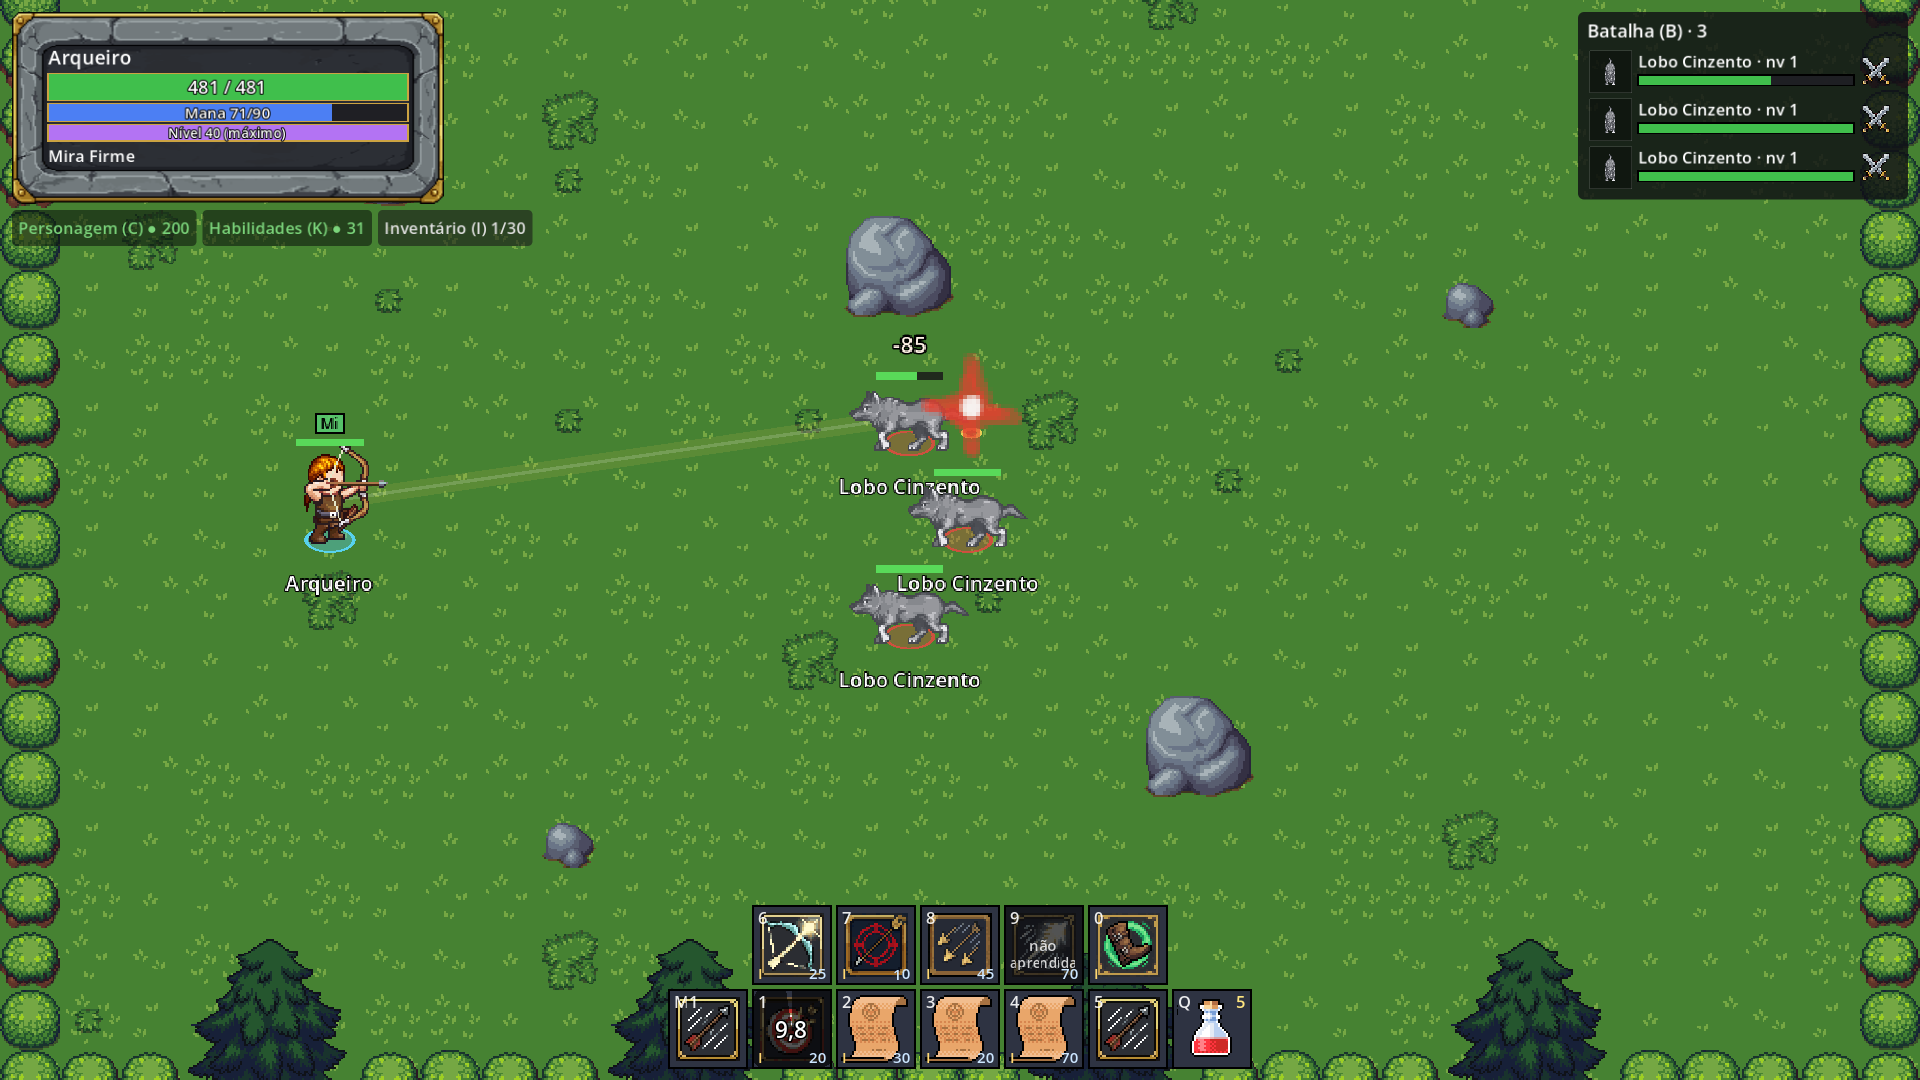 Arqueiro
481 / 481
Mana 71/90
Nível 40 (máximo)
Mira Firme
Personagem (C) ● 200
Habilidades (K) ● 31
Inventário (I) 1/30
Batalha (B) · 3
Lobo Cinzento · nv 1
Lobo Cinzento · nv 1
Lobo Cinzento · nv 1
-85
Mi
Lobo Cinzento
Arqueiro
Lobo Cinzento
Lobo Cinzento
6
25
7
10
8
45
9
não
aprendida
70
0
M1
1
9,8
20
2
30
3
20
4
70
5
Q
5